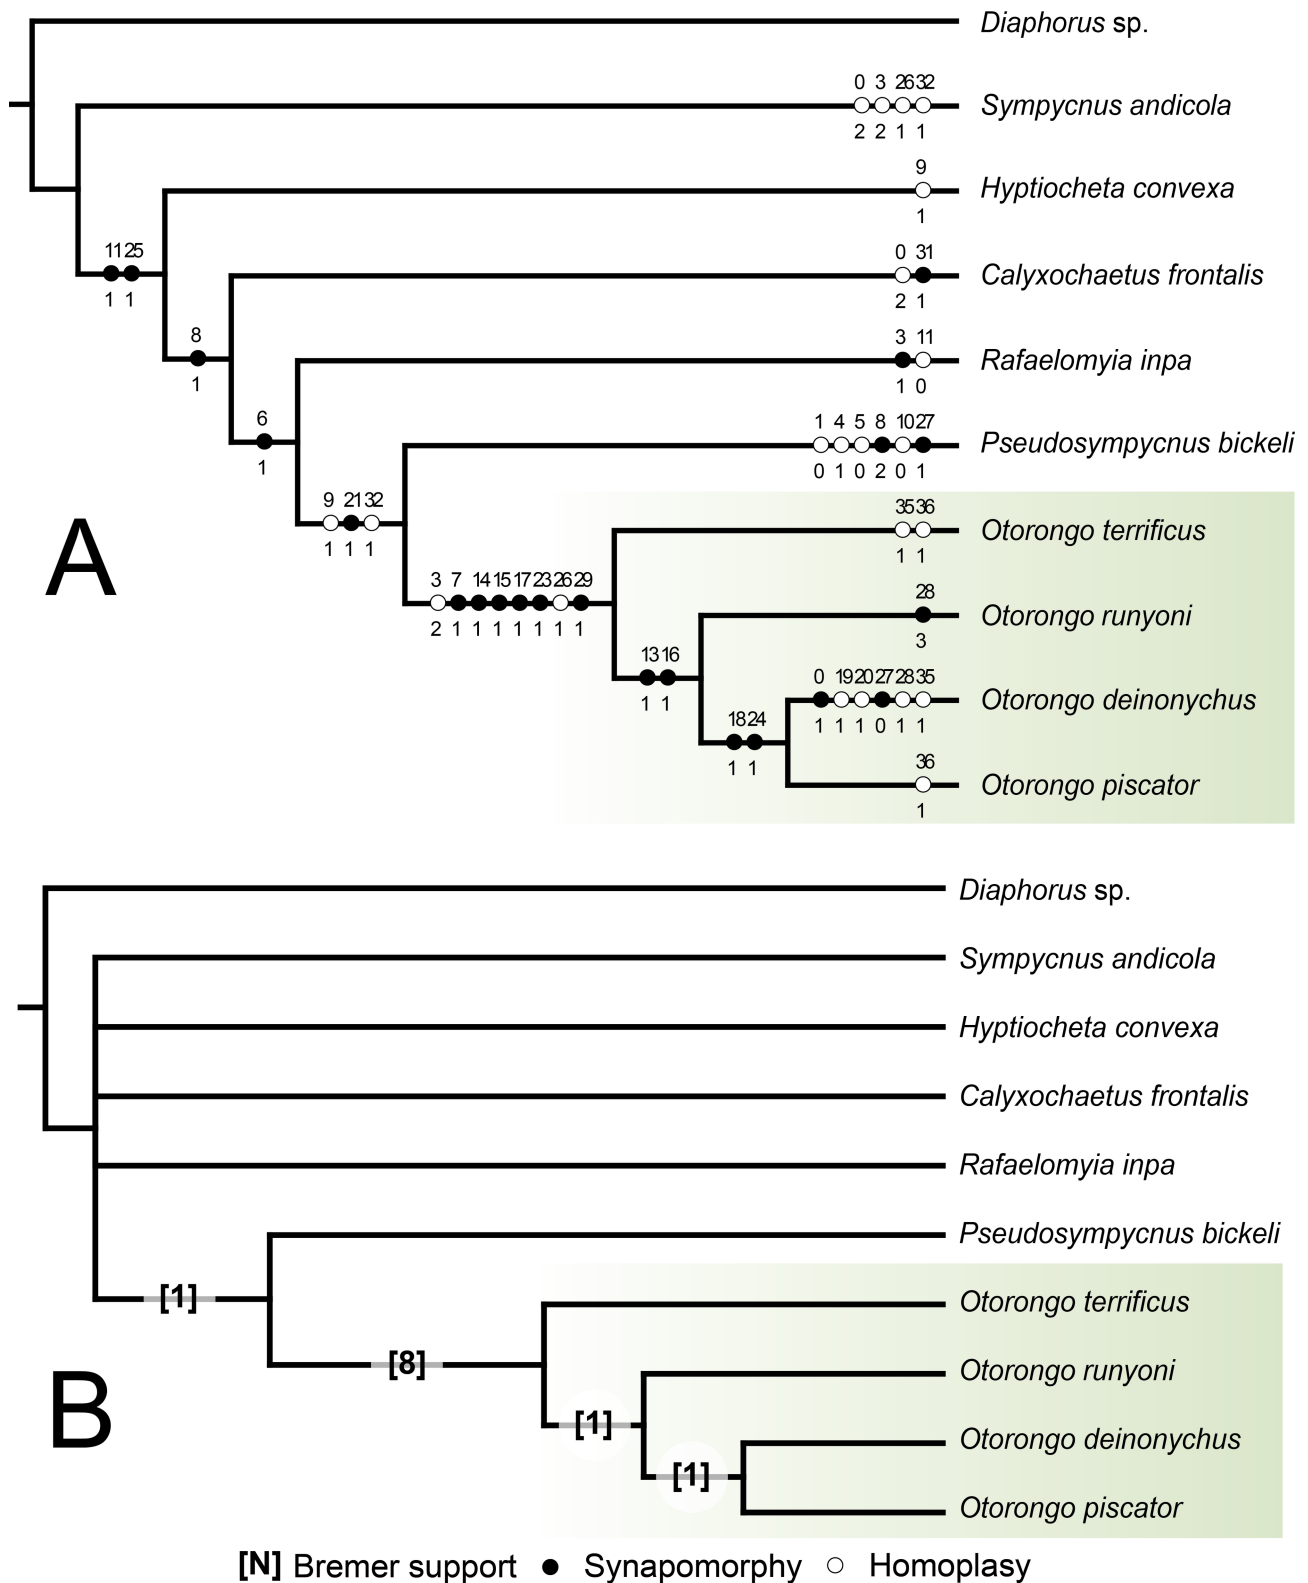 Diaphorus sp.
0 3 26 32
Sympycnus andicola
2 2 1 1
9
Hyptiocheta convexa
1
11 25
1 1
0 31
Calyxochaetus frontalis
2 1
8
1
3 11
Rafaelomyia inpa
1 0
6
1
1 4 5 8 10 27
Pseudosympycnus bickeli
0 1 0 2 0 1
9 21 32
1 1 1
35 36
Otorongo terrificus
1 1
A
3 7 14 15 17 23 26 29
2 1 1 1 1 1 1 1
28
Otorongo runyoni
3
13 16
1 1
0 19 20 27 28 35
Otorongo deinonychus
1 1 1 0 1 1
18 24
1 1
36
Otorongo piscator
1
Diaphorus sp.
Sympycnus andicola
Hyptiocheta convexa
Calyxochaetus frontalis
Rafaelomyia inpa
Pseudosympycnus bickeli
[1]
Otorongo terrificus
[8]
Otorongo runyoni
B
[1]
Otorongo deinonychus
[1]
Otorongo piscator
[N] Bremer support ● Synapomorphy ○ Homoplasy